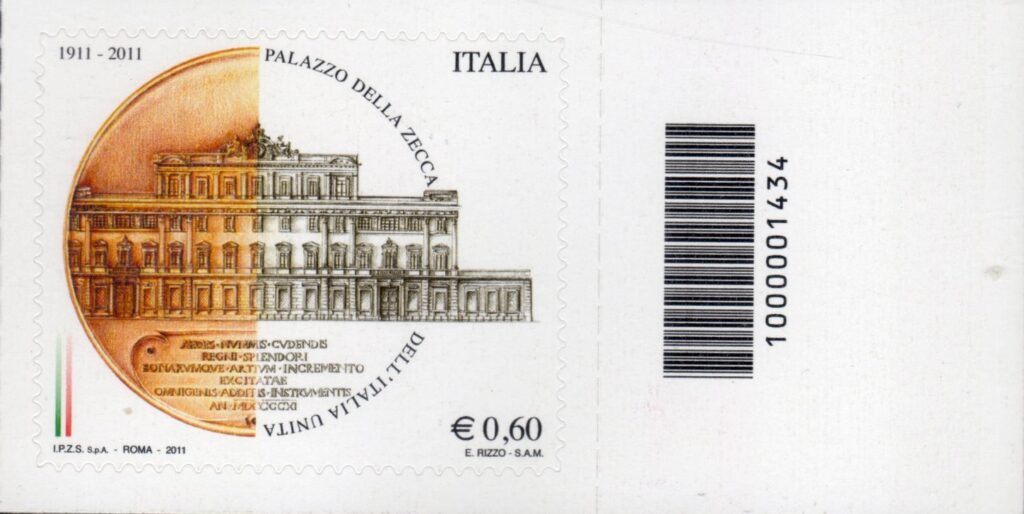 1911 - 2011
PALAZZO DELLA ZECCA
ITALIA
AEDES·NVMMIS·CVDENDIS
REGNI·SPLENDORI
BONARVMQVE·ARTIVM·INCREMENTO
EXCITATAE
OMNIGENIS·ADDITIS·INSTRVMENTIS
AN·MDCCCCXI
DELL'ITALIA UNITA
€ 0,60
I.P.Z.S. S.p.A. - ROMA - 2011
E. RIZZO - S.A.M.
1000001434